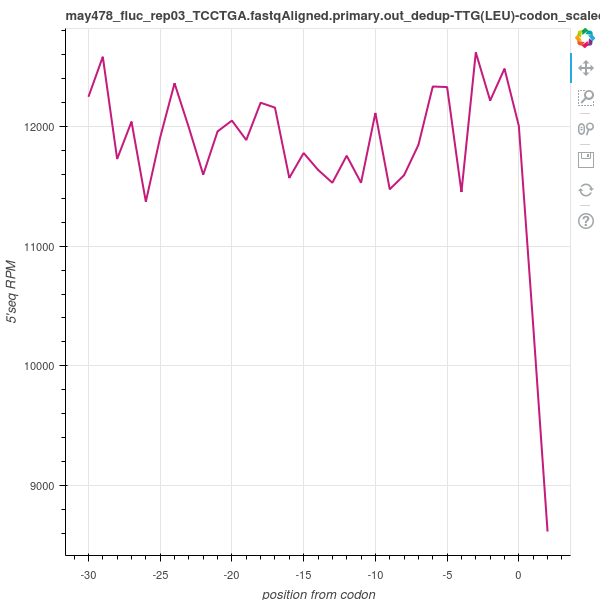 may478_fluc_rep03_TCCTGA.fastqAligned.primary.out_dedup-TTG(LEU)-codon_scaled
12000
11000
10000
9000
5'seq RPM
-30 -25 -20 -15 -10 -5 0
position from codon